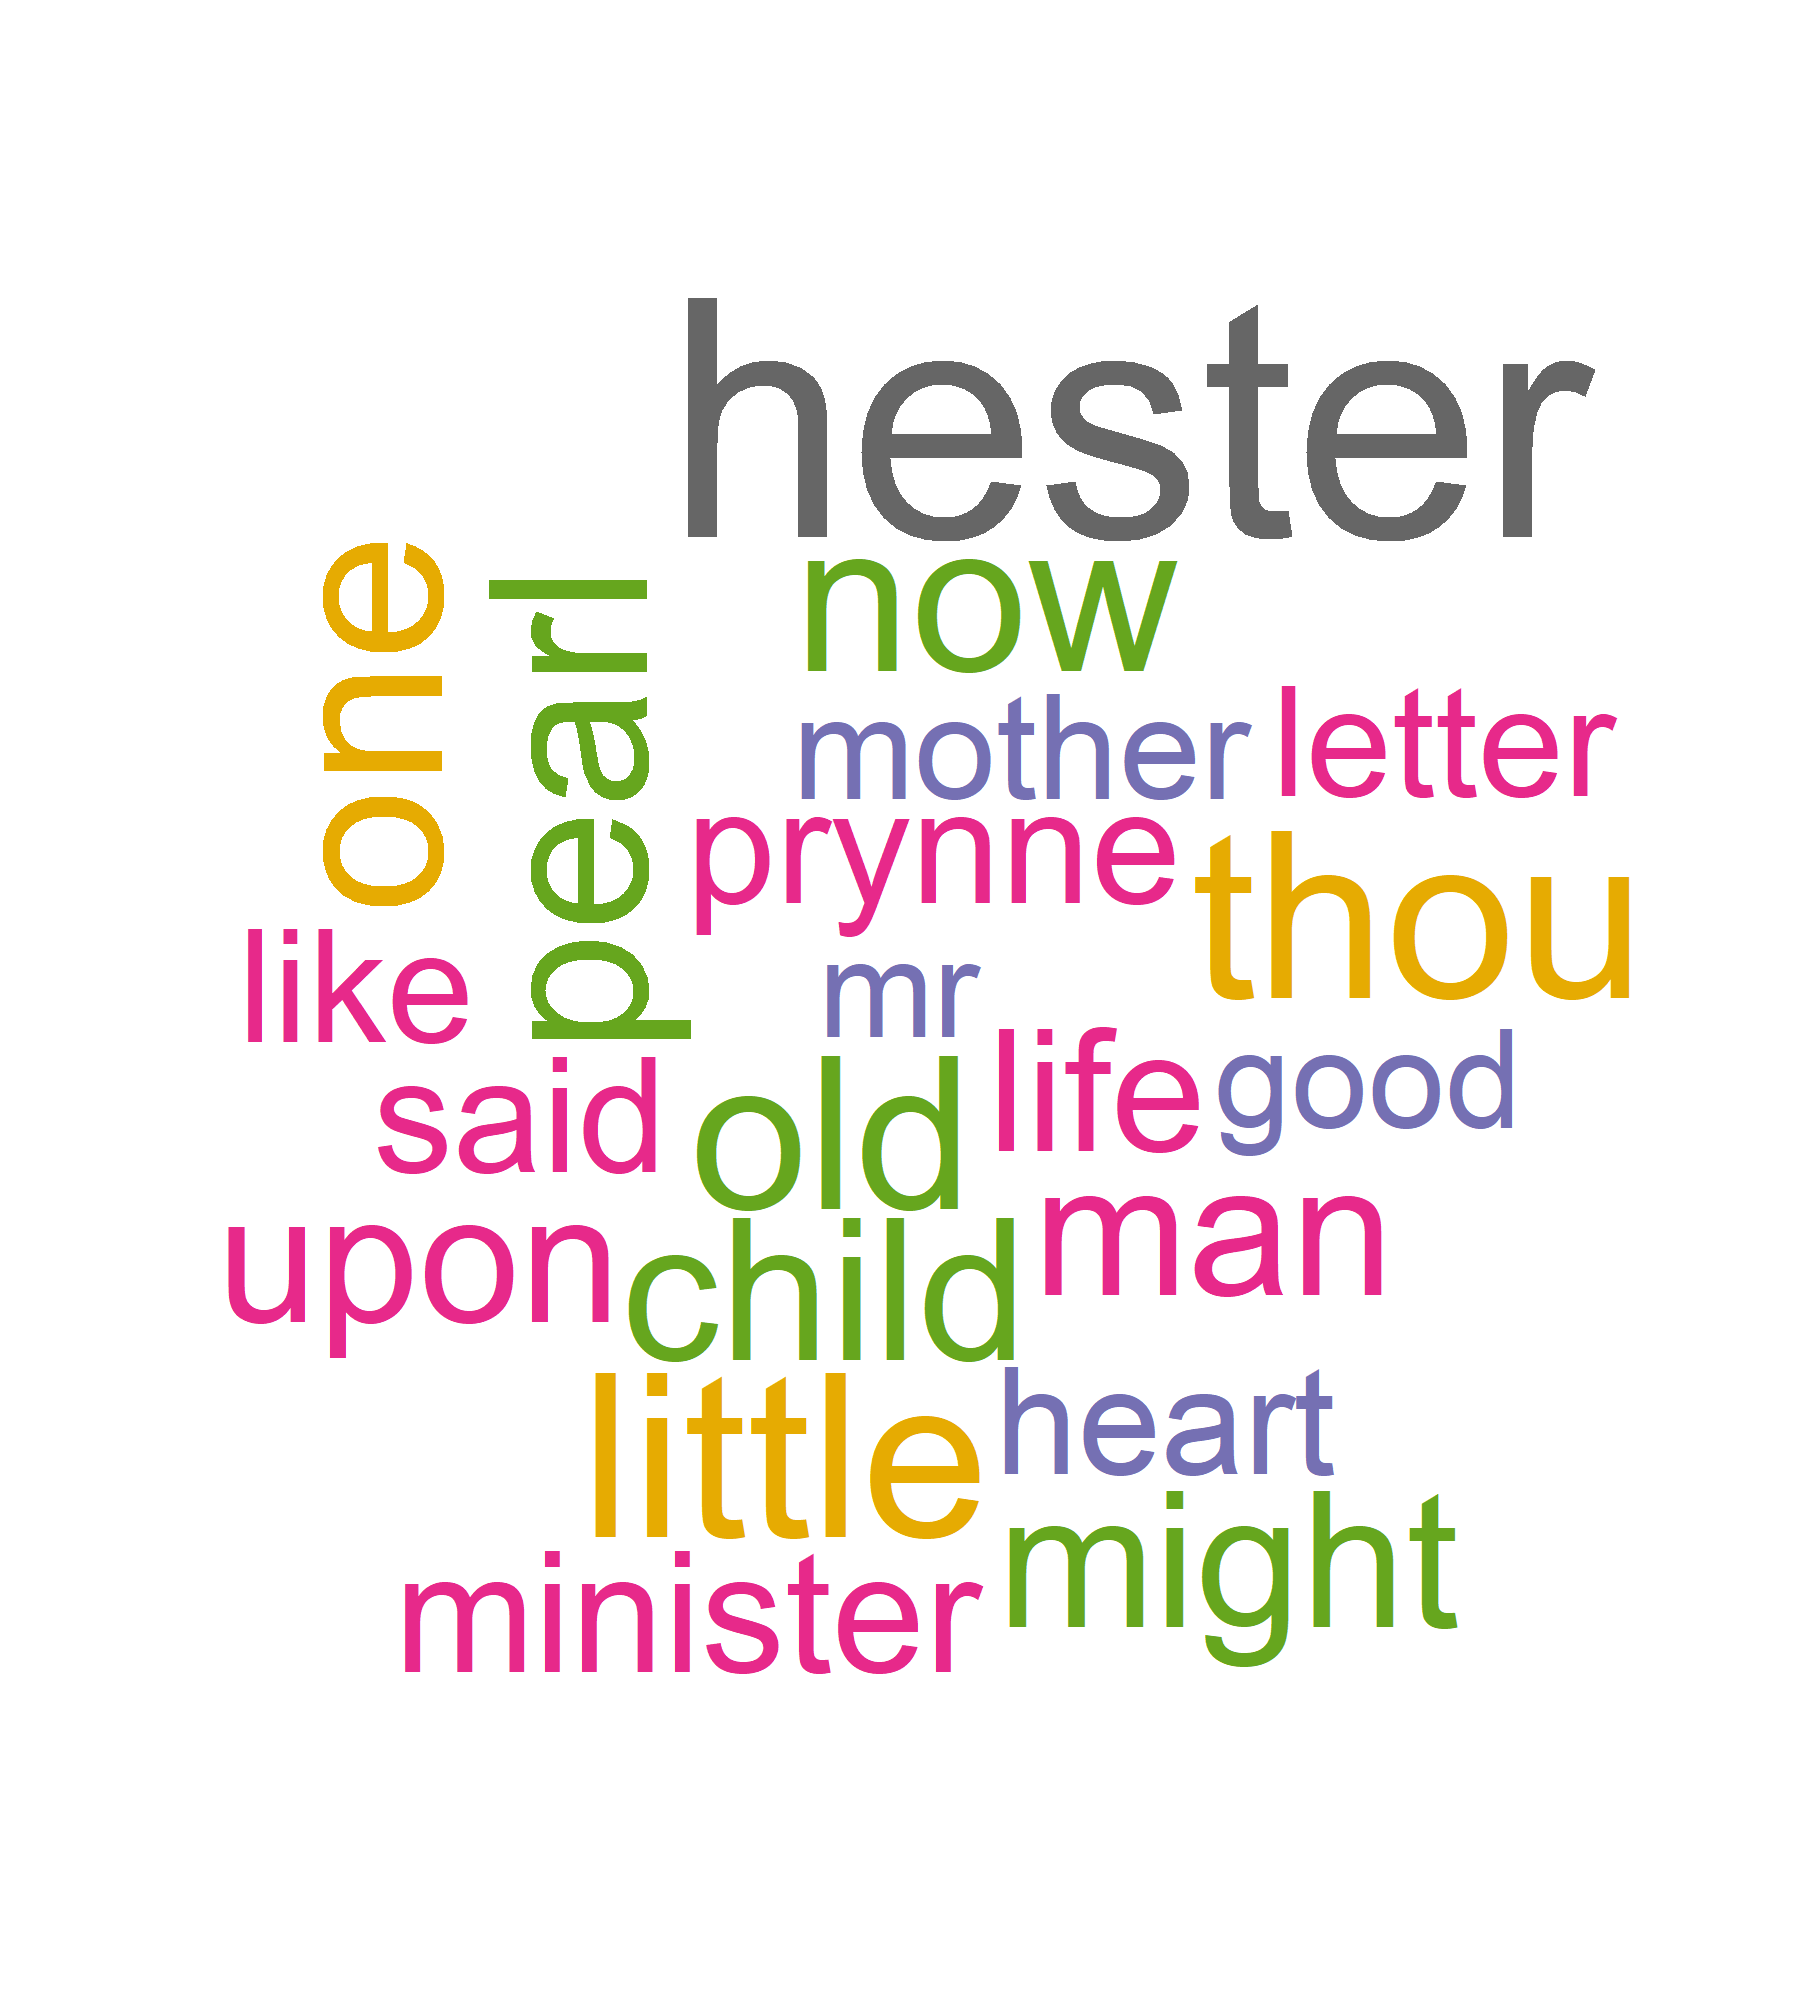 hester
one
pearl
now
mother
letter
prynne
thou
like
mr
said
old
life
good
upon
child
man
little
heart
minister
might